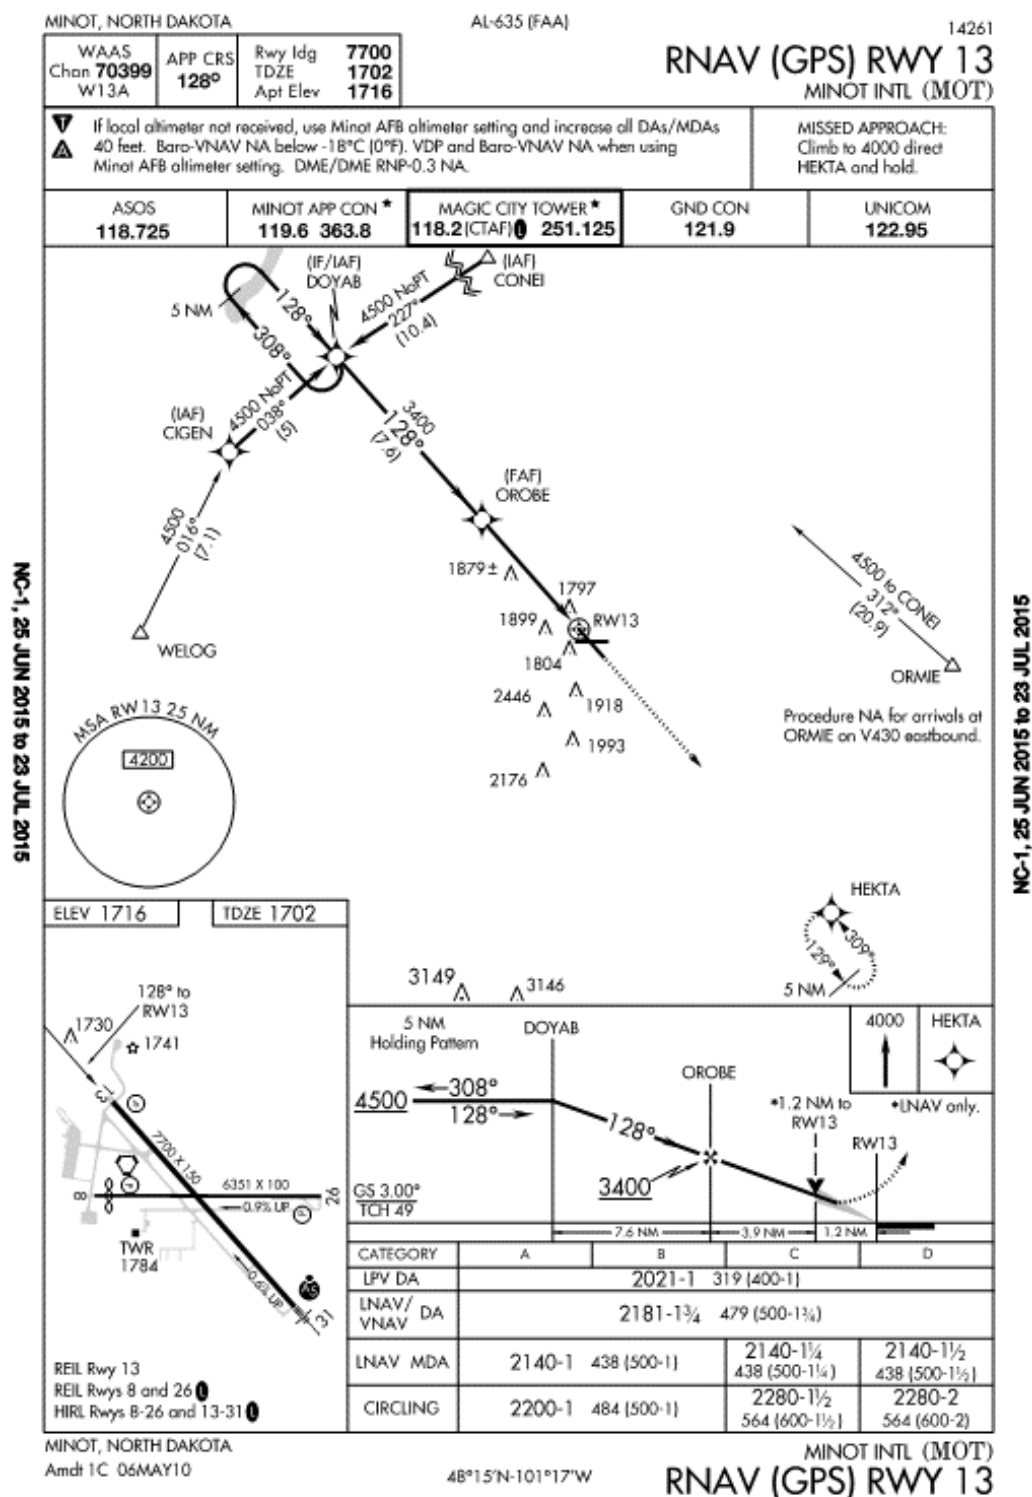 MINOT, NORTH DAKOTA
AL-635 (FAA)
14261
WAAS
Chan 70399
W13A
APP CRS
128°
Rwy Idg 7700
TDZE 1702
Apt Elev 1716
RNAV (GPS) RWY 13
MINOT INTL (MOT)
T
A
If local altimeter not received, use Minot AFB altimeter setting and increase all DAs/MDAs
40 feet. Baro-VNAV NA below -18°C (0°F). VDP and Baro-VNAV NA when using
Minot AFB altimeter setting. DME/DME RNP-0.3 NA.
MISSED APPROACH:
Climb to 4000 direct
HEKTA and hold.
ASOS
118.725
MINOT APP CON *
119.6 363.8
MAGIC CITY TOWER *
118.2 (CTAF) L 251.125
GND CON
121.9
UNICOM
122.95
(IF/IAF)
DOYAB
(IAF)
CONEI
5 NM
128°
308°
4500 NoPT
227°
(10.4)
4500 NoPT
038°
(5)
(IAF)
CIGEN
3400
128°
(7.6)
(FAF)
OROBE
4500
016°
(7.1)
WELOG
1879±
1797
1899
RW13
1804
2446
1918
1993
2176
4500 to CONEI
312°
(20.9)
ORMIE
Procedure NA for arrivals at
ORMIE on V430 eastbound.
MSA RW13 25 NM
4200
HEKTA
309°
129°
5 NM
3149
3146
NC-1, 25 JUN 2015 to 23 JUL 2015
NC-1, 25 JUN 2015 to 23 JUL 2015
ELEV 1716
TDZE 1702
128° to
RW13
1730
1741
13
P
7700 X 150
A
8
6351 X 100
26
0.9% UP
P
TWR
1784
0.6% UP
A5
31
REIL Rwy 13
REIL Rwys 8 and 26 L
HIRL Rwys 8-26 and 13-31 L
5 NM
Holding Pattern
DOYAB
4500
308°
128°
128°
OROBE
3400
GS 3.00°
TCH 49
*1.2 NM to
RW13
*LNAV only.
RW13
4000
HEKTA
7.6 NM
3.9 NM
1.2 NM
CATEGORY A B C D
LPV DA 2021-1 319 (400-1)
LNAV/
VNAV DA 2181-1¾ 479 (500-1¾)
LNAV MDA 2140-1 438 (500-1) 2140-1¼ 438 (500-1¼) 2140-1½ 438 (500-1½)
CIRCLING 2200-1 484 (500-1) 2280-1½ 564 (600-1½) 2280-2 564 (600-2)
MINOT, NORTH DAKOTA
Amdt 1C 06MAY10
48°15'N-101°17'W
MINOT INTL (MOT)
RNAV (GPS) RWY 13